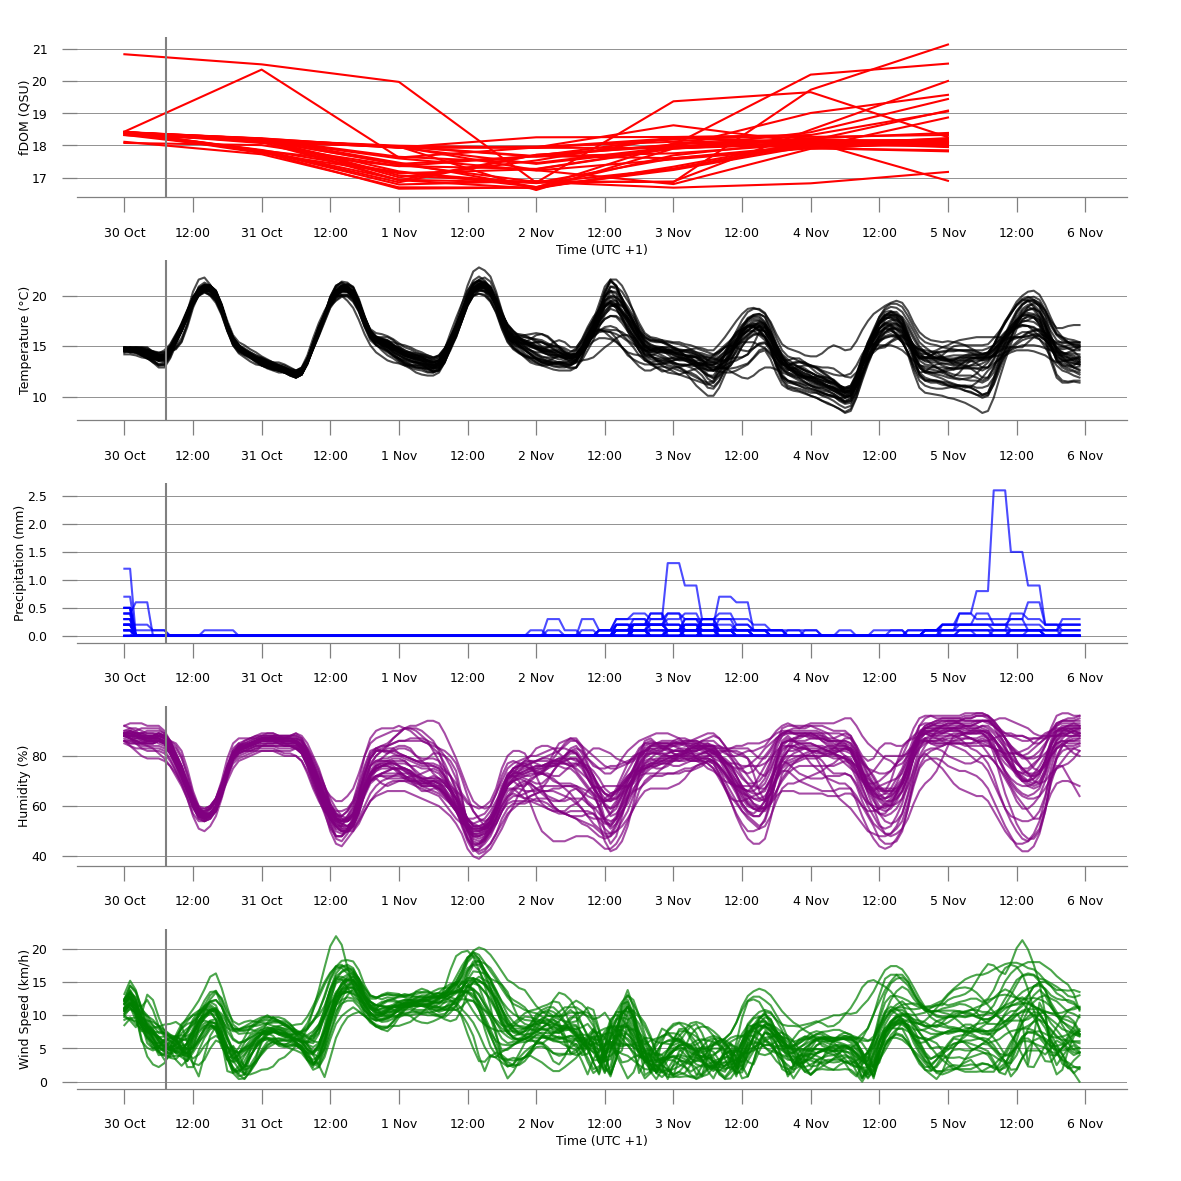 21
20
19
18
17
fDOM (QSU)
30 Oct 12:00 31 Oct 12:00 1 Nov 12:00 2 Nov 12:00 3 Nov 12:00 4 Nov 12:00 5 Nov 12:00 6 Nov
Time (UTC +1)
20
15
10
Temperature (°C)
30 Oct 12:00 31 Oct 12:00 1 Nov 12:00 2 Nov 12:00 3 Nov 12:00 4 Nov 12:00 5 Nov 12:00 6 Nov
2.5
2.0
1.5
1.0
0.5
0.0
Precipitation (mm)
30 Oct 12:00 31 Oct 12:00 1 Nov 12:00 2 Nov 12:00 3 Nov 12:00 4 Nov 12:00 5 Nov 12:00 6 Nov
80
60
40
Humidity (%)
30 Oct 12:00 31 Oct 12:00 1 Nov 12:00 2 Nov 12:00 3 Nov 12:00 4 Nov 12:00 5 Nov 12:00 6 Nov
20
15
10
5
0
Wind Speed (km/h)
30 Oct 12:00 31 Oct 12:00 1 Nov 12:00 2 Nov 12:00 3 Nov 12:00 4 Nov 12:00 5 Nov 12:00 6 Nov
Time (UTC +1)